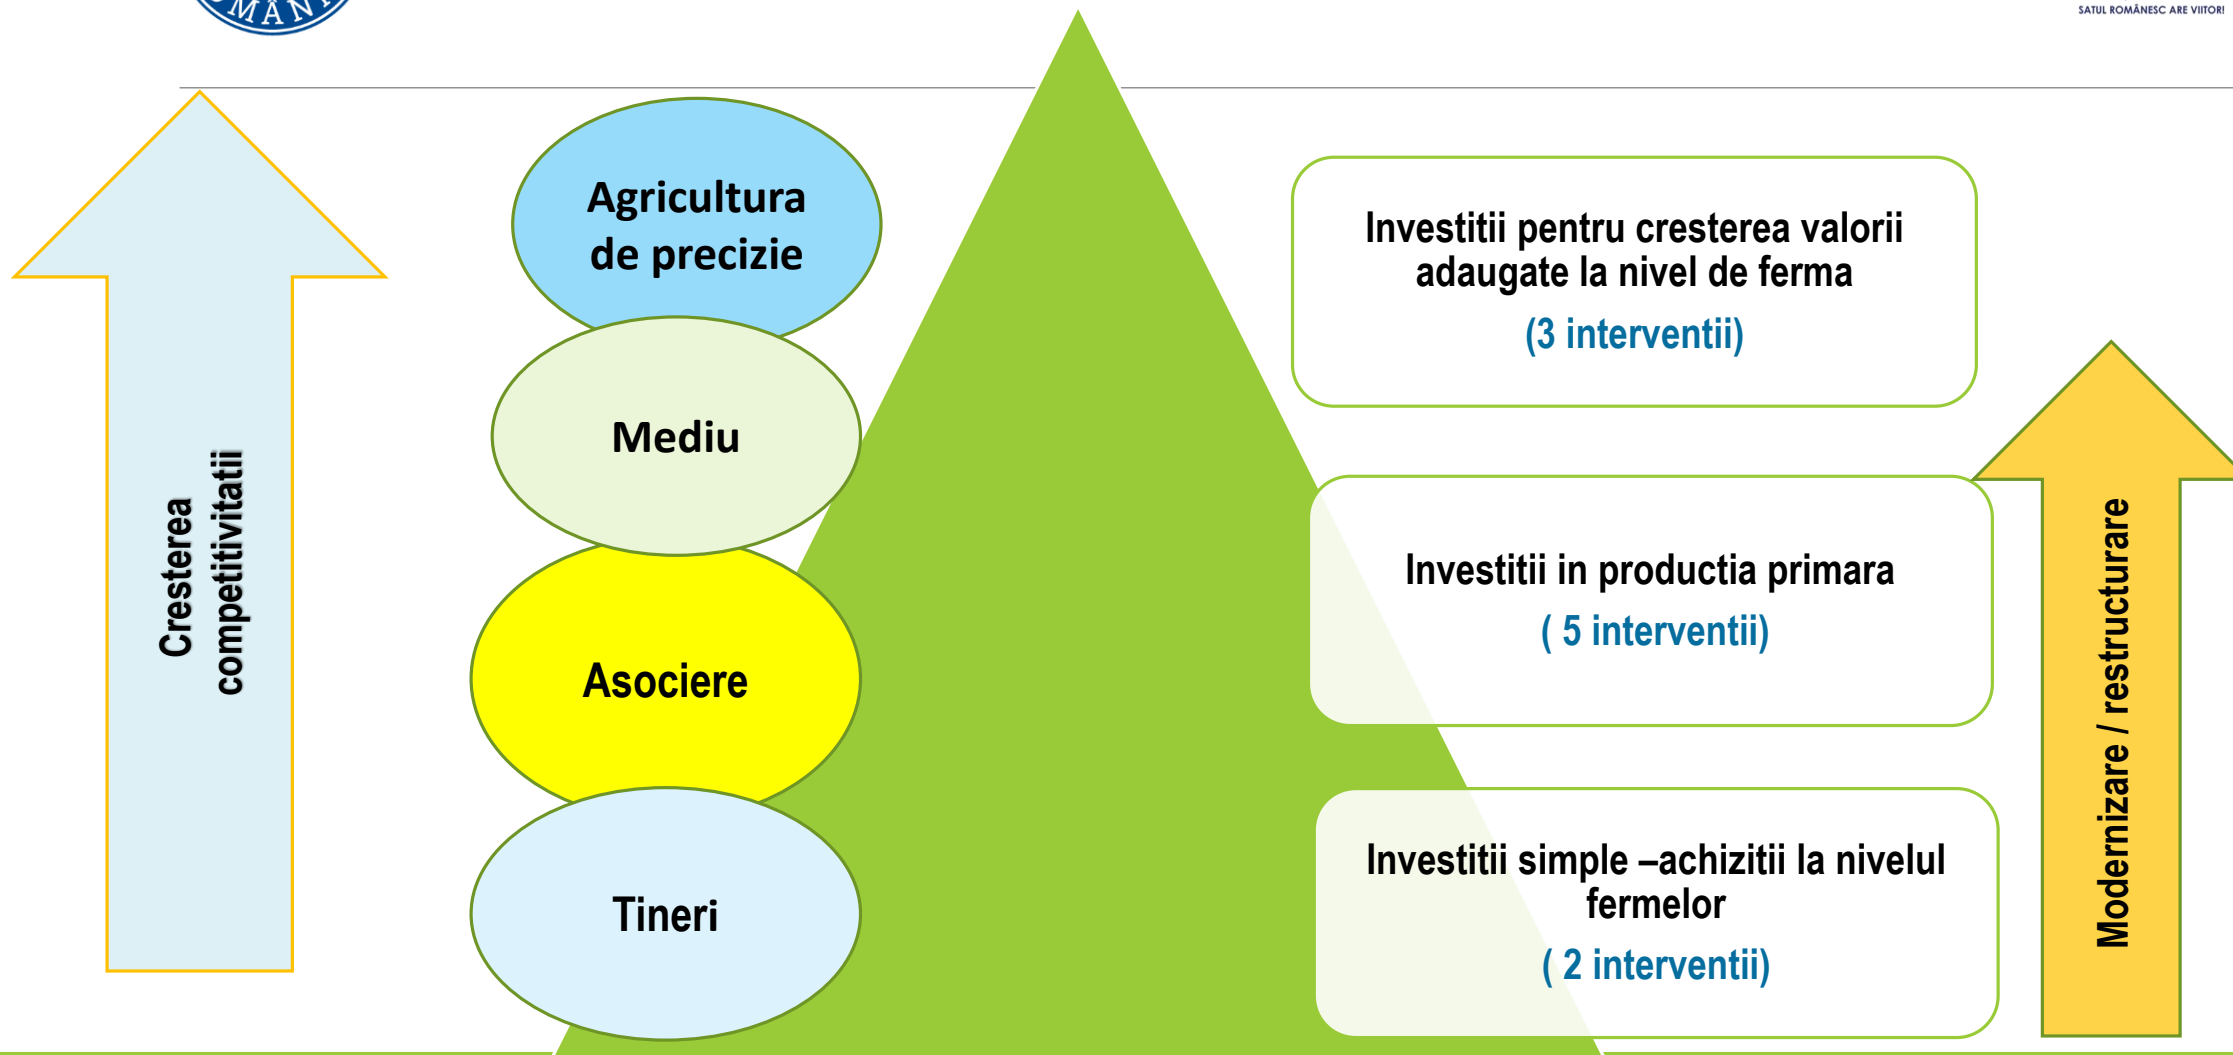 ROMÂNI
SATUL ROMÂNESC ARE VIITOR!
Cresterea
competitivitatii
Agricultura
de precizie
Mediu
Asociere
Tineri
Investitii pentru cresterea valorii
adaugate la nivel de ferma
(3 interventii)
Investitii in productia primara
( 5 interventii)
Investitii simple –achizitii la nivelul
fermelor
( 2 interventii)
Modernizare / restructurare